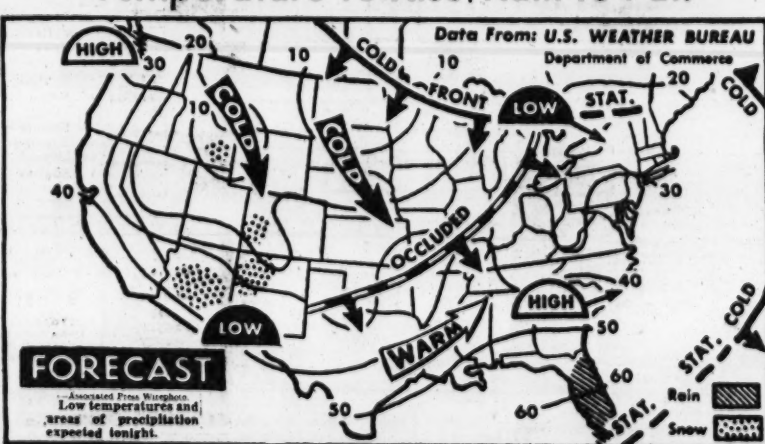 Data From: U.S. WEATHER BUREAU
Department of Commerce
HIGH
30
20
10
COLD
FRONT
10
20
LOW
STAT.
COLD
10
COLD
COLD
40
30
OCCLUDED
LOW
HIGH
40
WARM
50
50
60
60
STAT.
STAT.
COLD
FORECAST
—Associated Press Wirephoto.
Low temperatures and
areas of precipitation
expected tonight.
Rain
Snow